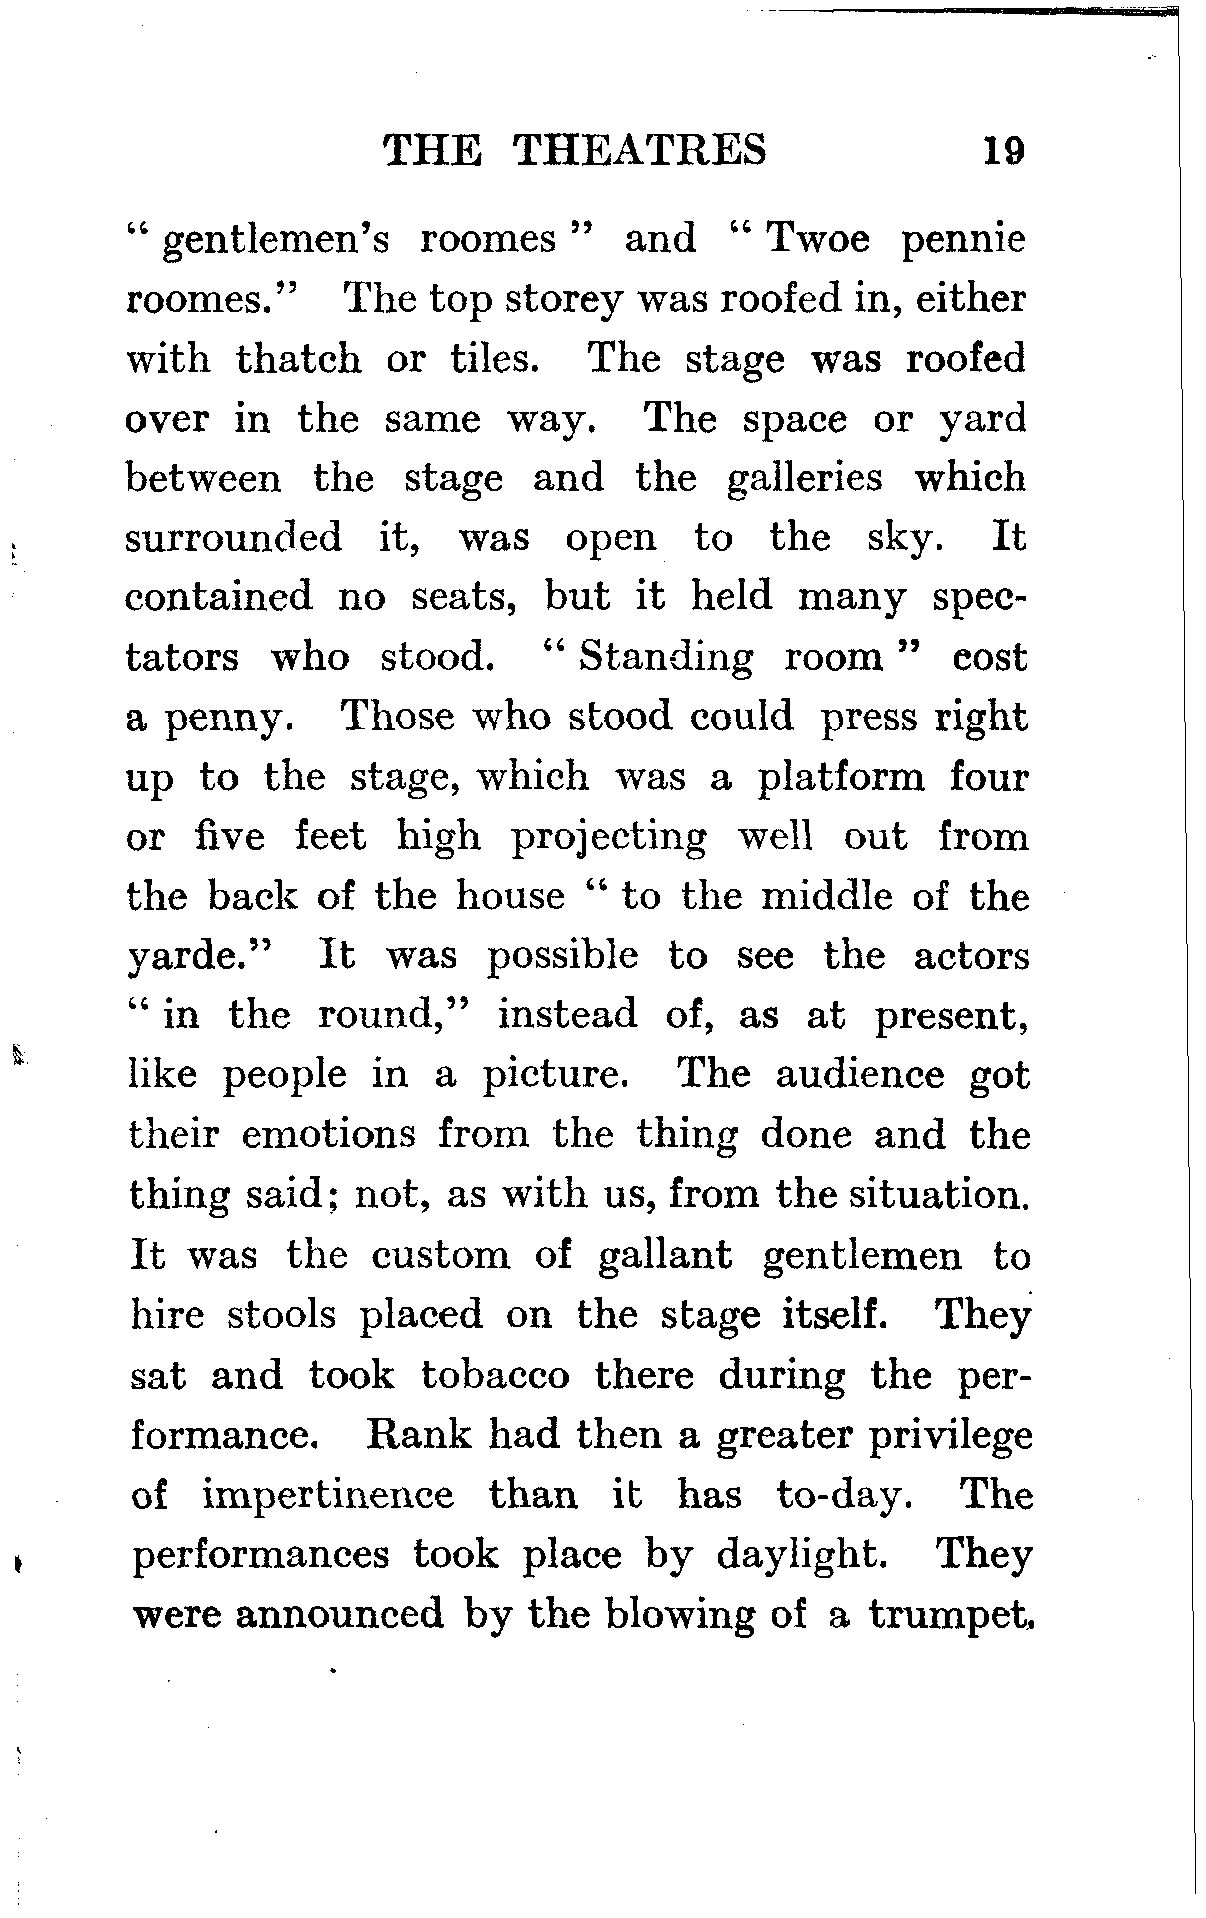 THE THEATRES 19
“ gentlemen’s roomes ” and “ Twoe pennie
roomes.” The top storey was roofed in, either
with thatch or tiles. The stage was roofed
over in the same way. The space or yard
between the stage and the galleries which
surrounded it, was open to the sky. It
contained no seats, but it held many spec-
tators who stood. “ Standing room ” cost
a penny. Those who stood could press right
up to the stage, which was a platform four
or five feet high projecting well out from
the back of the house “ to the middle of the
yarde.” It was possible to see the actors
“ in the round,” instead of, as at present,
like people in a picture. The audience got
their emotions from the thing done and the
thing said; not, as with us, from the situation.
It was the custom of gallant gentlemen to
hire stools placed on the stage itself. They
sat and took tobacco there during the per-
formance. Rank had then a greater privilege
of impertinence than it has to-day. The
performances took place by daylight. They
were announced by the blowing of a trumpet.